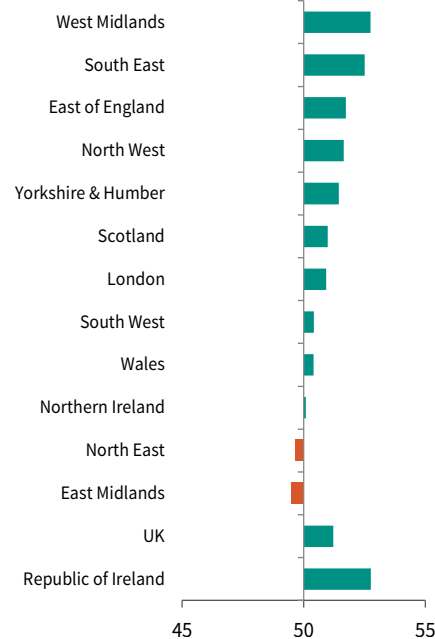 West Midlands
South East
East of England
North West
Yorkshire & Humber
Scotland
London
South West
Wales
Northern Ireland
North East
East Midlands
UK
Republic of Ireland
45 50 55